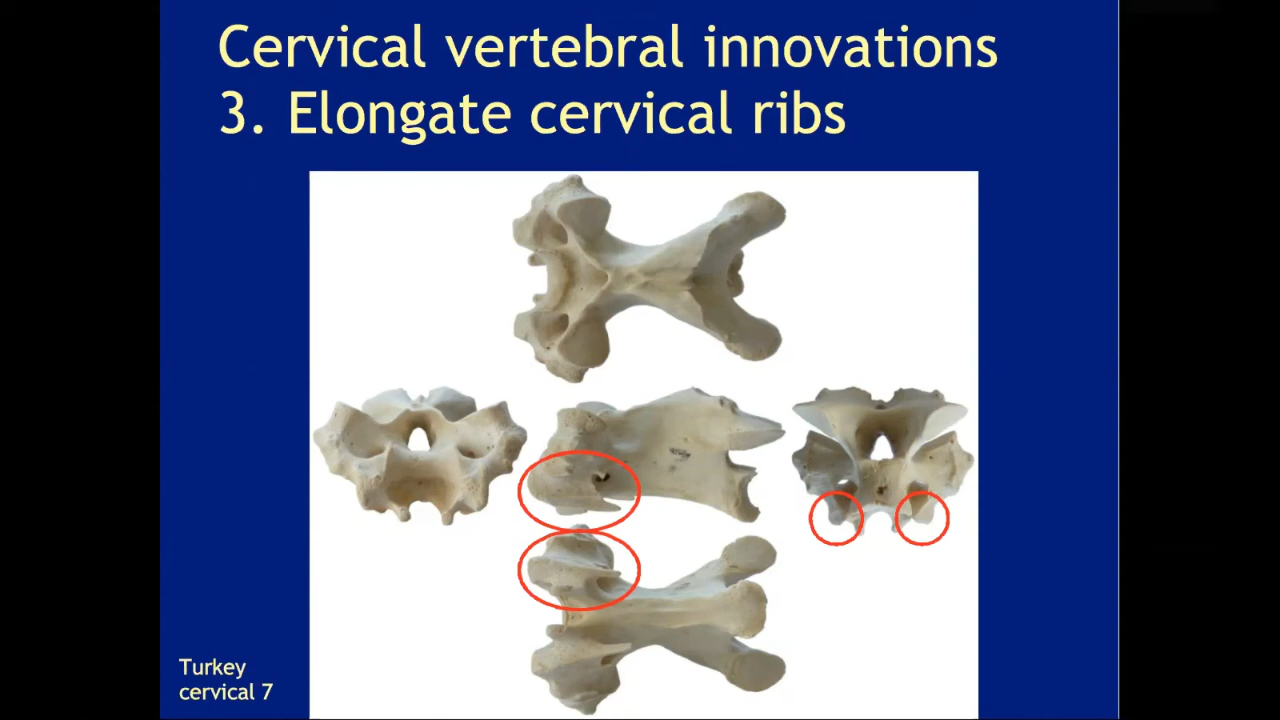 Cervical vertebral innovations
3. Elongate cervical ribs
Turkey
cervical 7